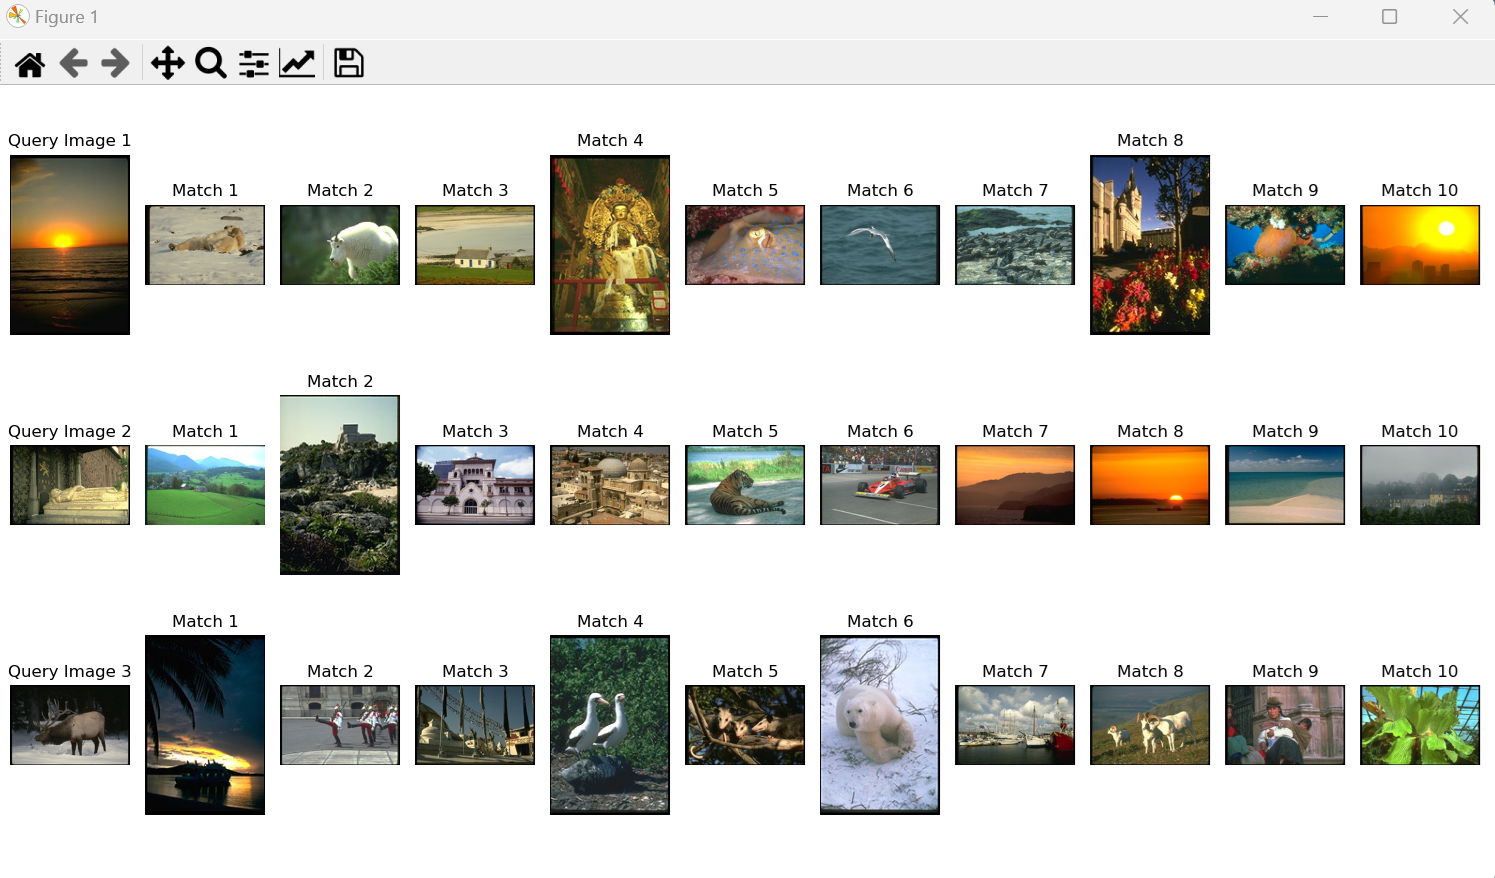 Figure 1
Query Image 1
Match 1
Match 2
Match 3
Match 4
Match 5
Match 6
Match 7
Match 8
Match 9
Match 10
Query Image 2
Match 1
Match 2
Match 3
Match 4
Match 5
Match 6
Match 7
Match 8
Match 9
Match 10
Canon
Query Image 3
Match 1
Match 2
Match 3
Match 4
Match 5
Match 6
Match 7
Match 8
Match 9
Match 10